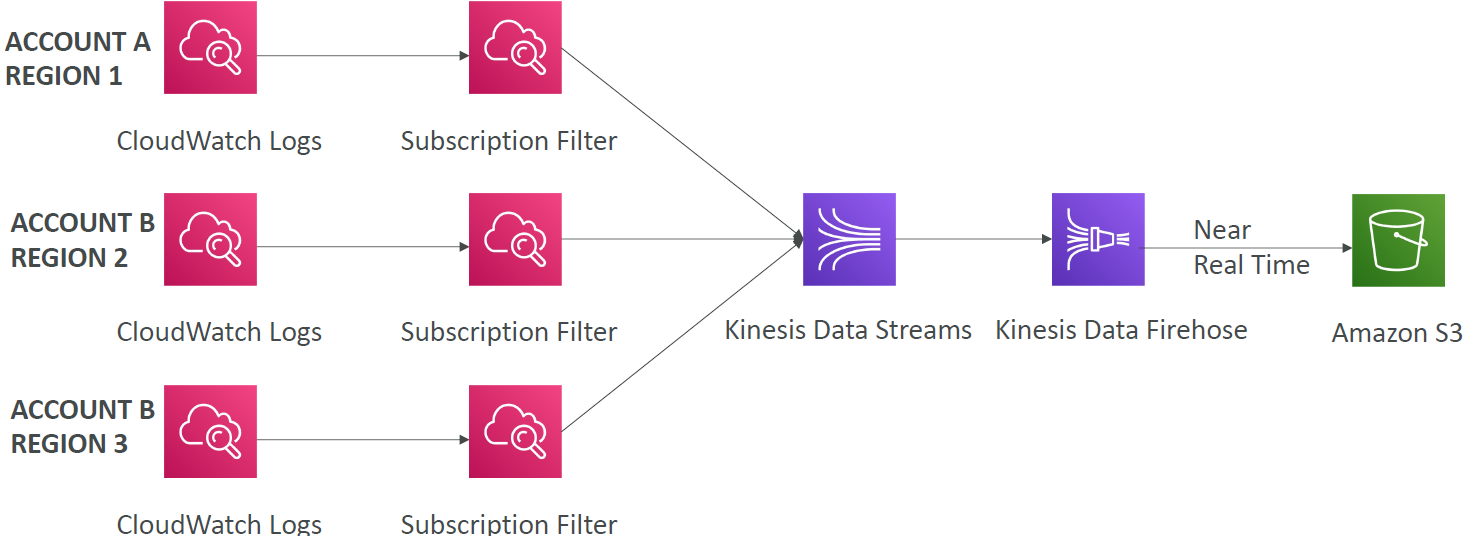 ACCOUNT A
REGION 1
CloudWatch Logs
Subscription Filter
ACCOUNT B
REGION 2
CloudWatch Logs
Subscription Filter
Kinesis Data Streams
Kinesis Data Firehose
Near
Real Time
Amazon S3
ACCOUNT B
REGION 3
CloudWatch Logs
Subscription Filter